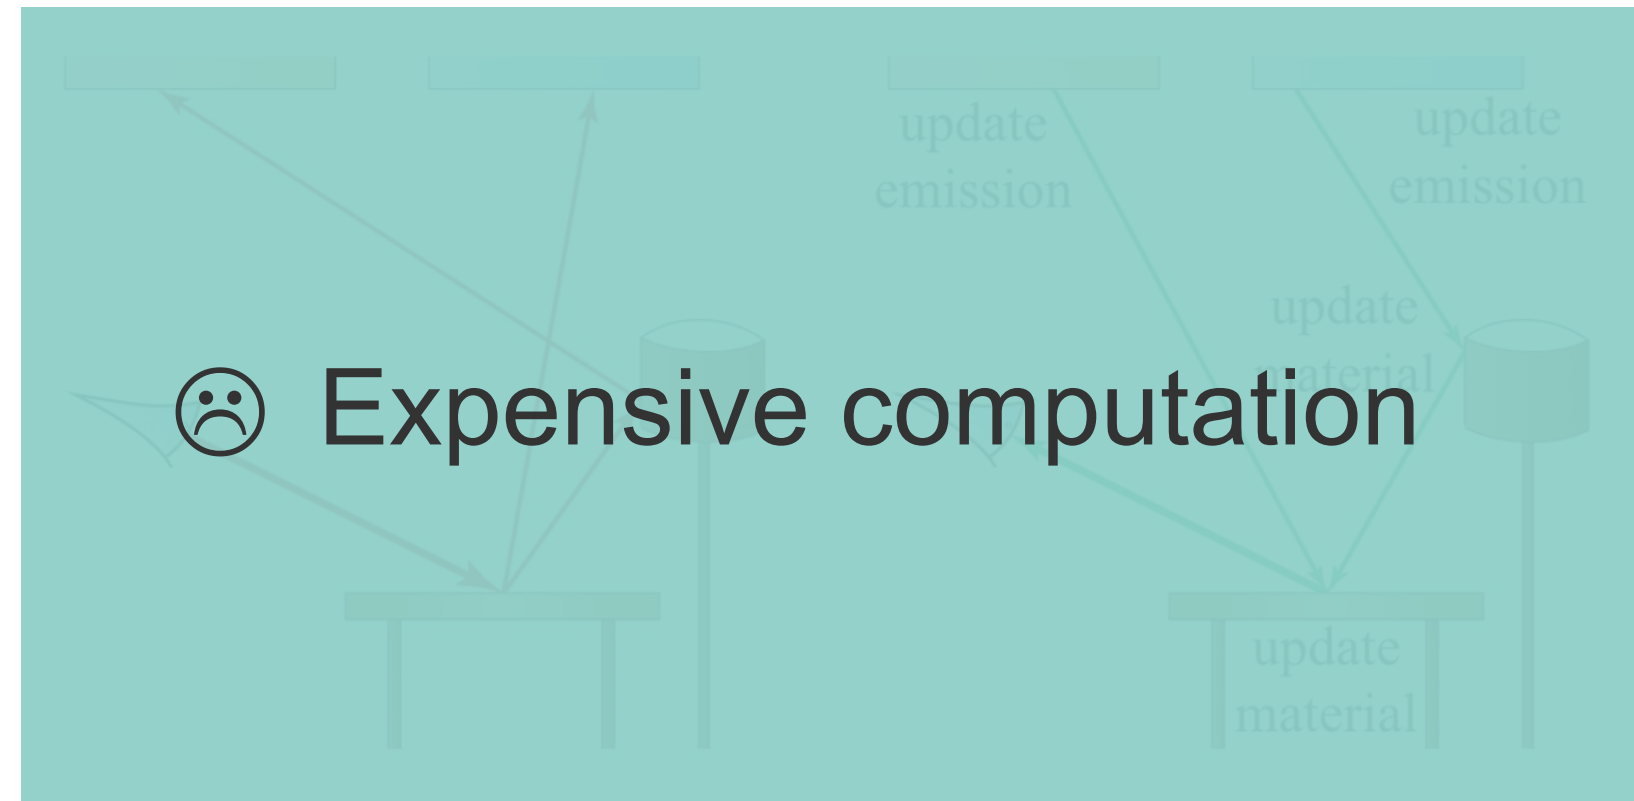 update
emission
update
emission
update
material
☹ Expensive computation
update
material